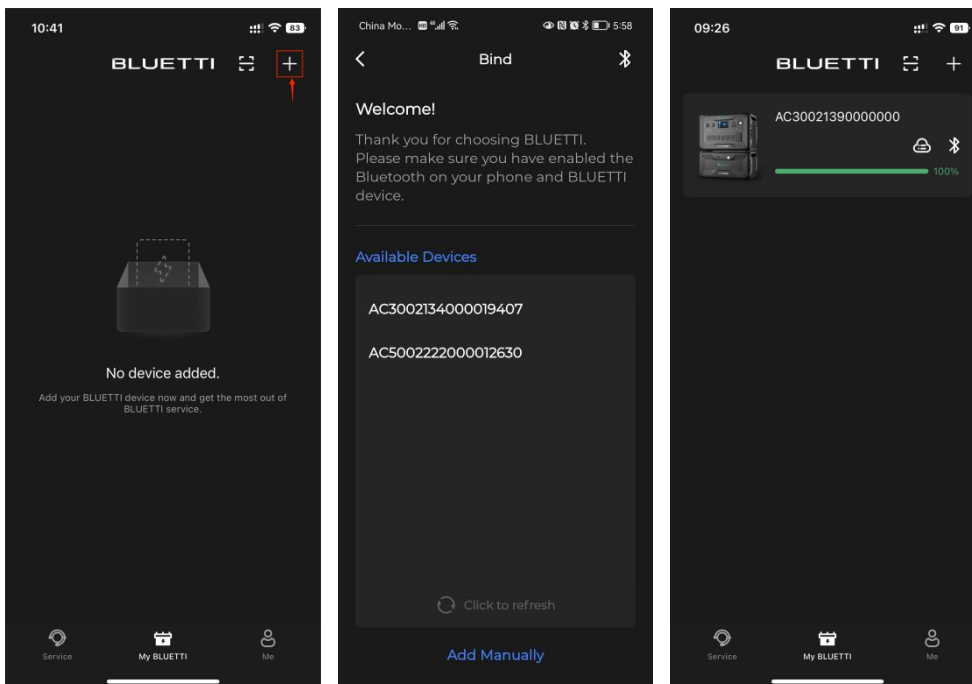 10:41
83
BLUETTI
No device added.
Add your BLUETTI device now and get the most out of
BLUETTI service.
Service
My BLUETTI
Me
China Mo...
5:58
Bind
Welcome!
Thank you for choosing BLUETTI.
Please make sure you have enabled the
Bluetooth on your phone and BLUETTI
device.
Available Devices
AC3002134000019407
AC5002222000012630
Click to refresh
Add Manually
09:26
91
BLUETTI
AC30021390000000
100%
Service
My BLUETTI
Me